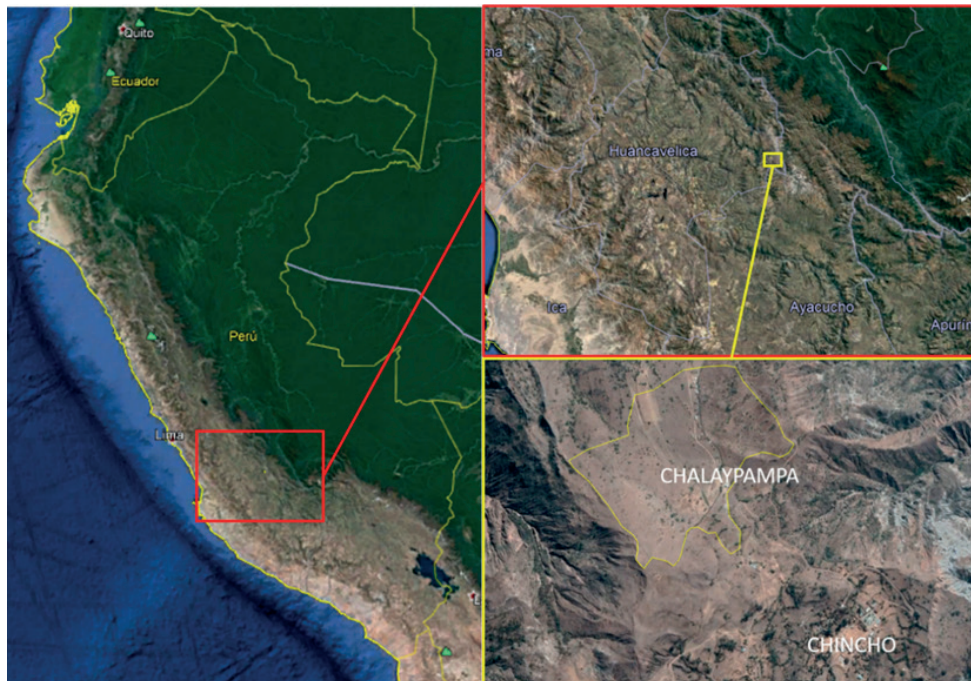 Quito
Ecuador
Perú
Lima
Huancavelica
Ica
Ayacucho
CHALAYPAMPA
CHINCHO